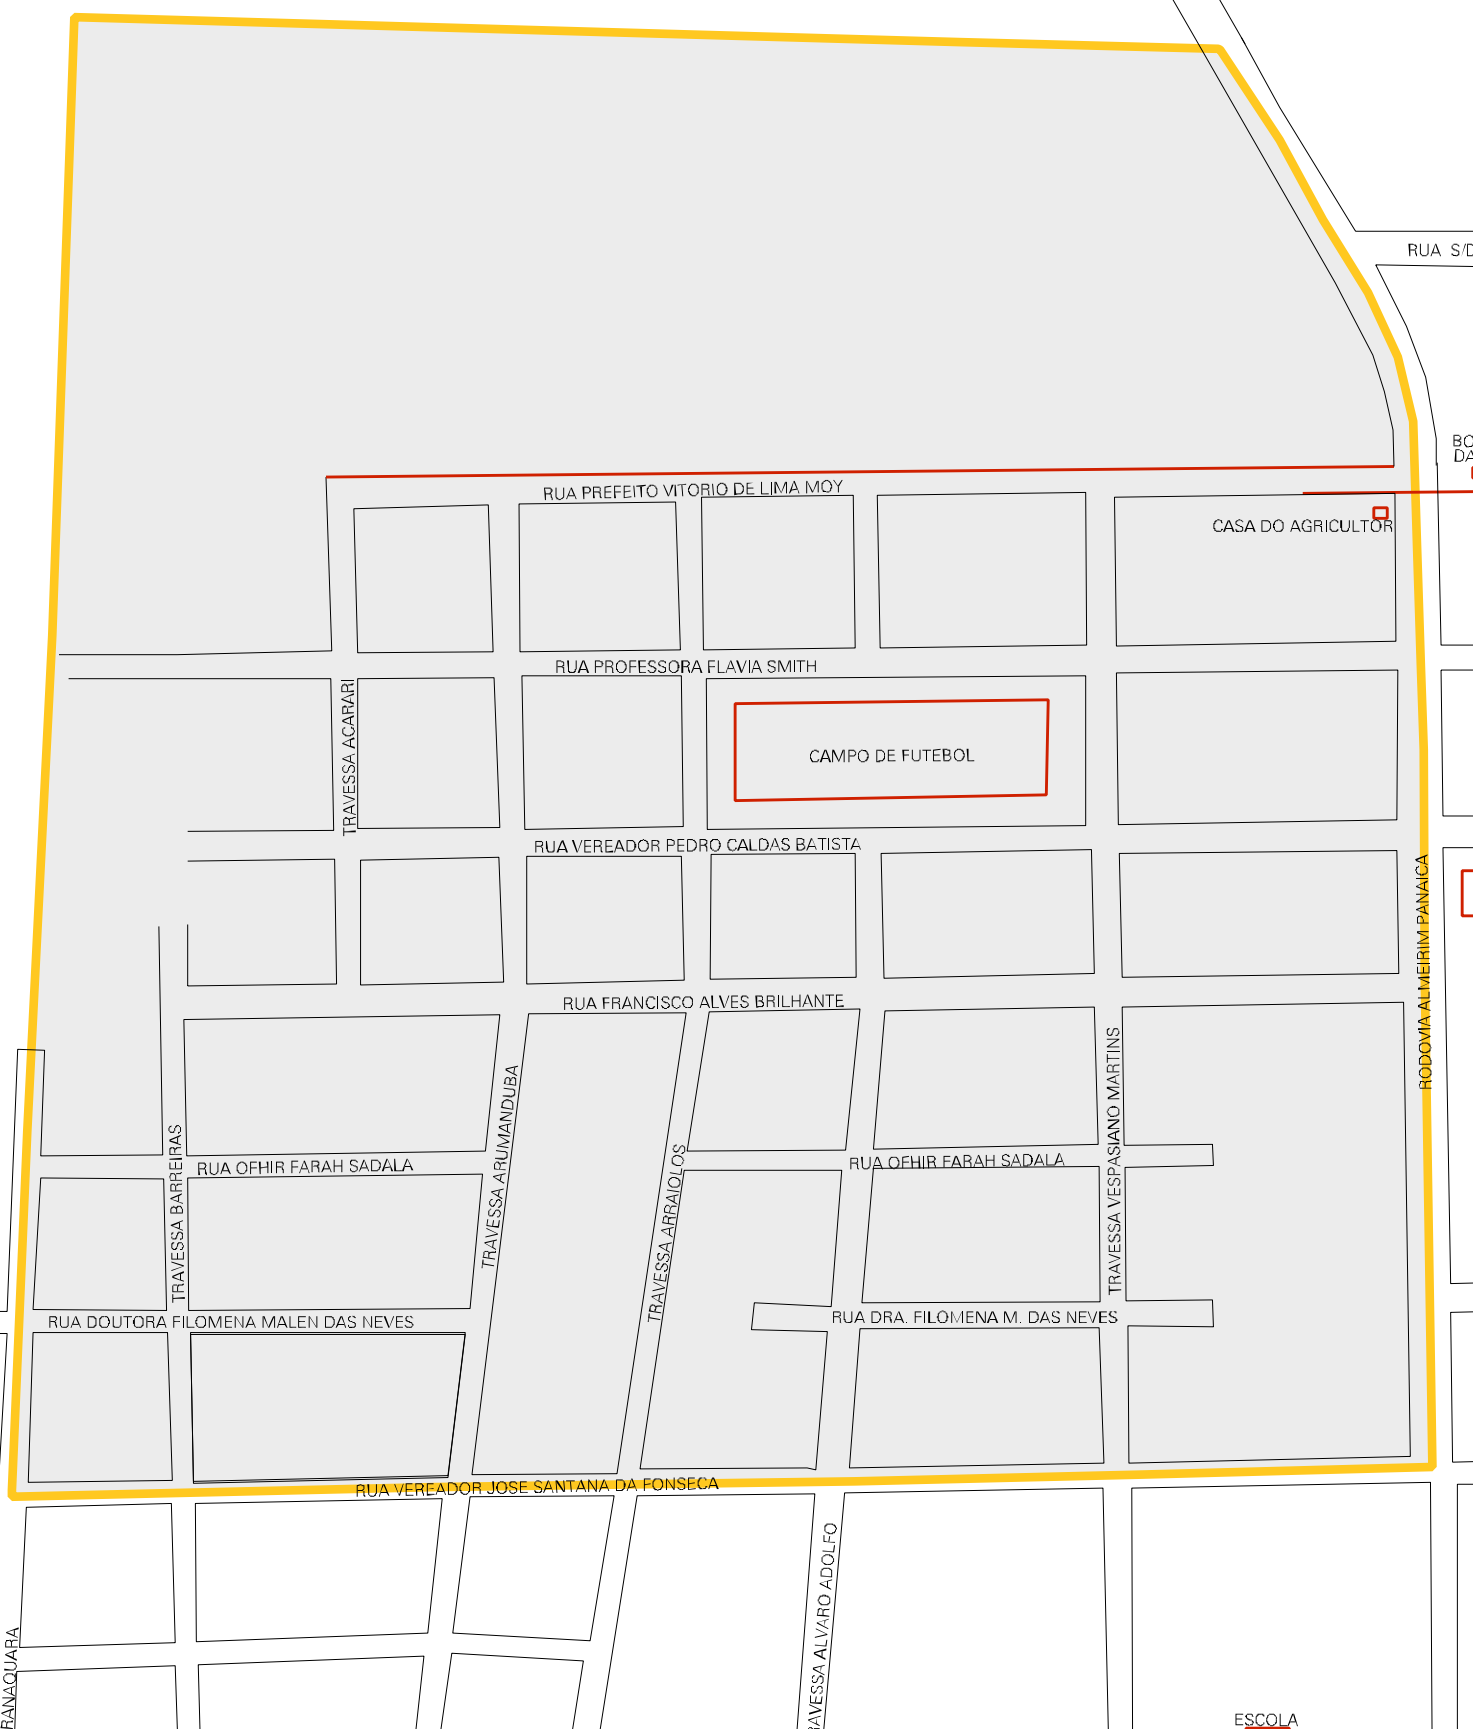 RUA S/D
BO
DA
RUA PREFEITO VITORIO DE LIMA MOY
CASA DO AGRICULTOR
RUA PROFESSORA FLAVIA SMITH
TRAVESSA ACARARI
CAMPO DE FUTEBOL
RUA VEREADOR PEDRO CALDAS BATISTA
RODOVIA ALMEIRIM PANAICA
RUA FRANCISCO ALVES BRILHANTE
TRAVESSA VESPASIANO MARTINS
TRAVESSA ARUMANDUBA
TRAVESSA BARREIRAS
TRAVESSA ARRAIOLOS
RUA OFHIR FARAH SADALA
RUA OFHIR FARAH SADALA
RUA DOUTORA FILOMENA MALEN DAS NEVES
RUA DRA. FILOMENA M. DAS NEVES
RUA VEREADOR JOSE SANTANA DA FONSECA
AVESSA ALVARO ADOLFO
RANAQUARA
ESCOLA